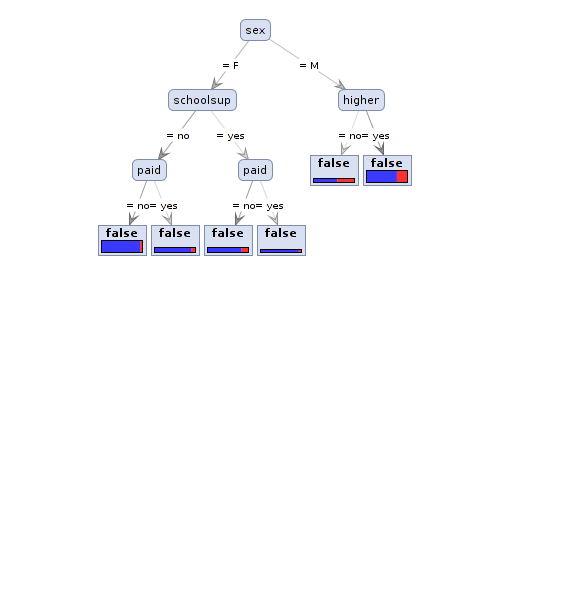 sex
= F
= M
schoolsup
higher
= no
= yes
= no
= yes
paid
paid
false
false
= no
= yes
= no
= yes
false
false
false
false